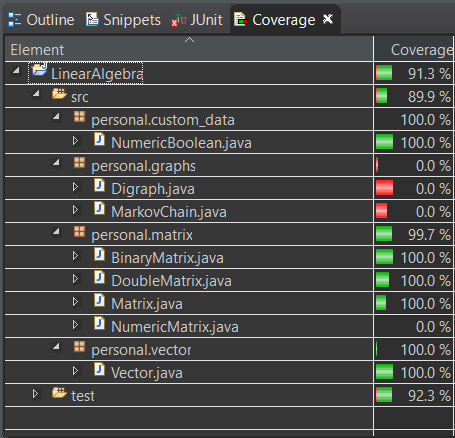 Outline Snippets JUnit Coverage
Element Coverage
LinearAlgebra 91.3 %
src 89.9 %
personal.custom_data 100.0 %
NumericBoolean.java 100.0 %
personal.graphs 0.0 %
Digraph.java 0.0 %
MarkovChain.java 0.0 %
personal.matrix 99.7 %
BinaryMatrix.java 100.0 %
DoubleMatrix.java 100.0 %
Matrix.java 100.0 %
NumericMatrix.java 0.0 %
personal.vector 100.0 %
Vector.java 100.0 %
test 92.3 %